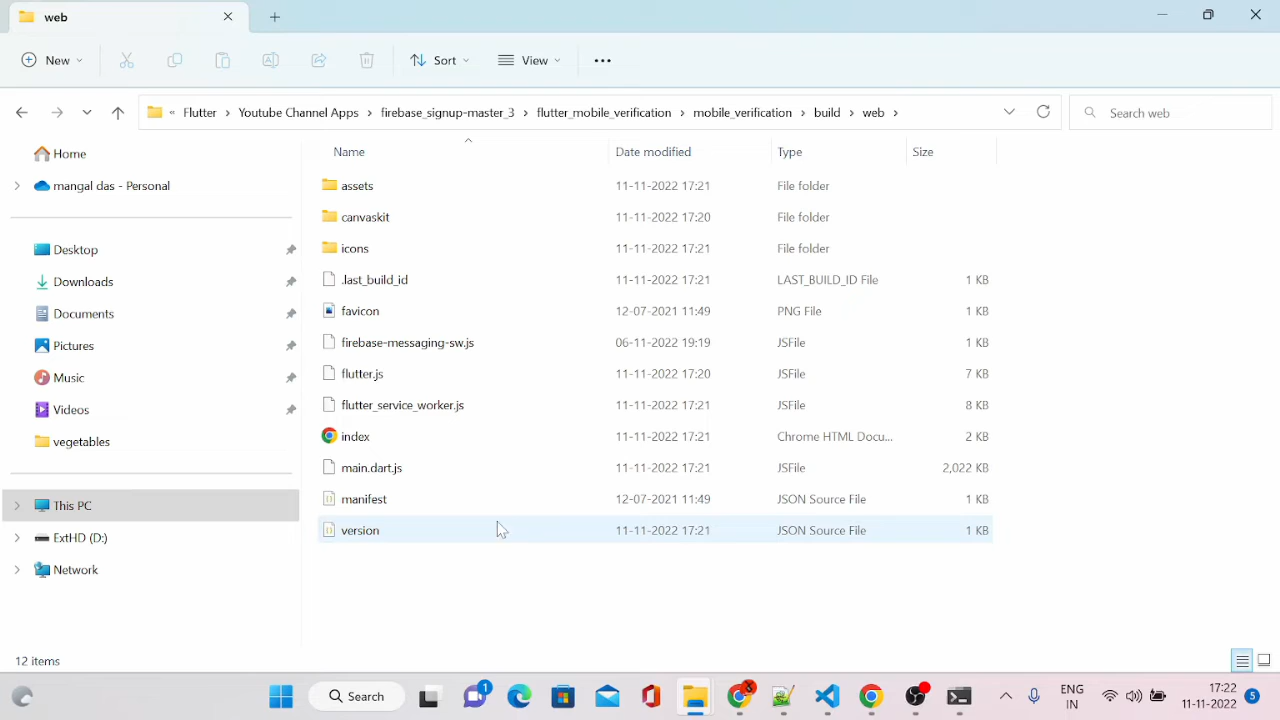 web
New
Sort
View
« Flutter > Youtube Channel Apps > firebase_signup-master_3 > flutter_mobile_verification > mobile_verification > build > web >
Search web
Home
mangal das - Personal
Desktop
Downloads
Documents
Pictures
Music
Videos
vegetables
This PC
ExtHD (D:)
Network
Name Date modified Type Size
assets 11-11-2022 17:21 File folder
canvaskit 11-11-2022 17:20 File folder
icons 11-11-2022 17:21 File folder
.last_build_id 11-11-2022 17:21 LAST_BUILD_ID File 1 KB
favicon 12-07-2021 11:49 PNG File 1 KB
firebase-messaging-sw.js 06-11-2022 19:19 JSFile 1 KB
flutter.js 11-11-2022 17:20 JSFile 7 KB
flutter_service_worker.js 11-11-2022 17:21 JSFile 8 KB
index 11-11-2022 17:21 Chrome HTML Docu... 2 KB
main.dart.js 11-11-2022 17:21 JSFile 2,022 KB
manifest 12-07-2021 11:49 JSON Source File 1 KB
version 11-11-2022 17:21 JSON Source File 1 KB
12 items
Search
1
ENG
IN
17:22
11-11-2022
5